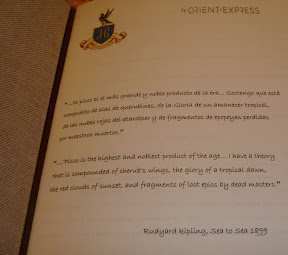 ORIENT-EXPRESS
"...El pisco es el más grande y noble producto de la era... Sostengo que está
compuesto de alas de querubines, de la Gloria de un amanecer tropical,
de las nubes rojas del atardecer y de fragmentos de epopeyas perdidas
por maestros muertos."
"...Pisco is the highest and noblest product of the age... I have a theory
that is compounded of cherub's wings, the glory of a tropical dawn,
the red clouds of sunset, and fragments of lost epics by dead masters."
Rudyard Kipling, Sea to Sea 1899